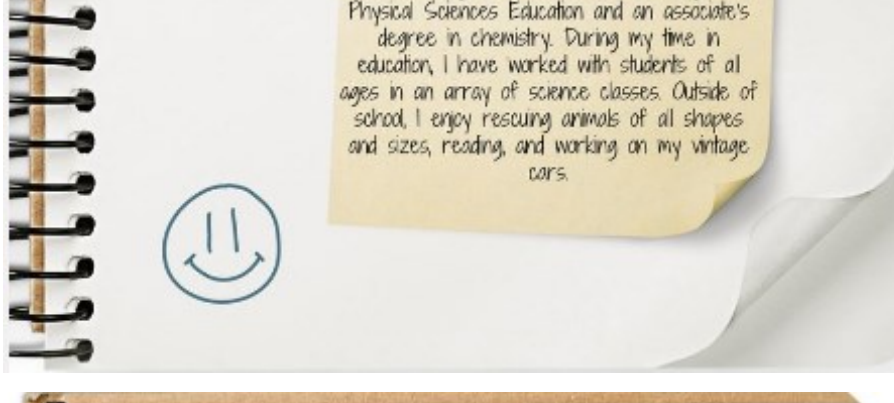 Physical Sciences Education and an associate's
degree in chemistry. During my time in
education, I have worked with students of all
ages in an array of science classes. Outside of
school, I enjoy rescuing animals of all shapes
and sizes, reading, and working on my vintage
cars.